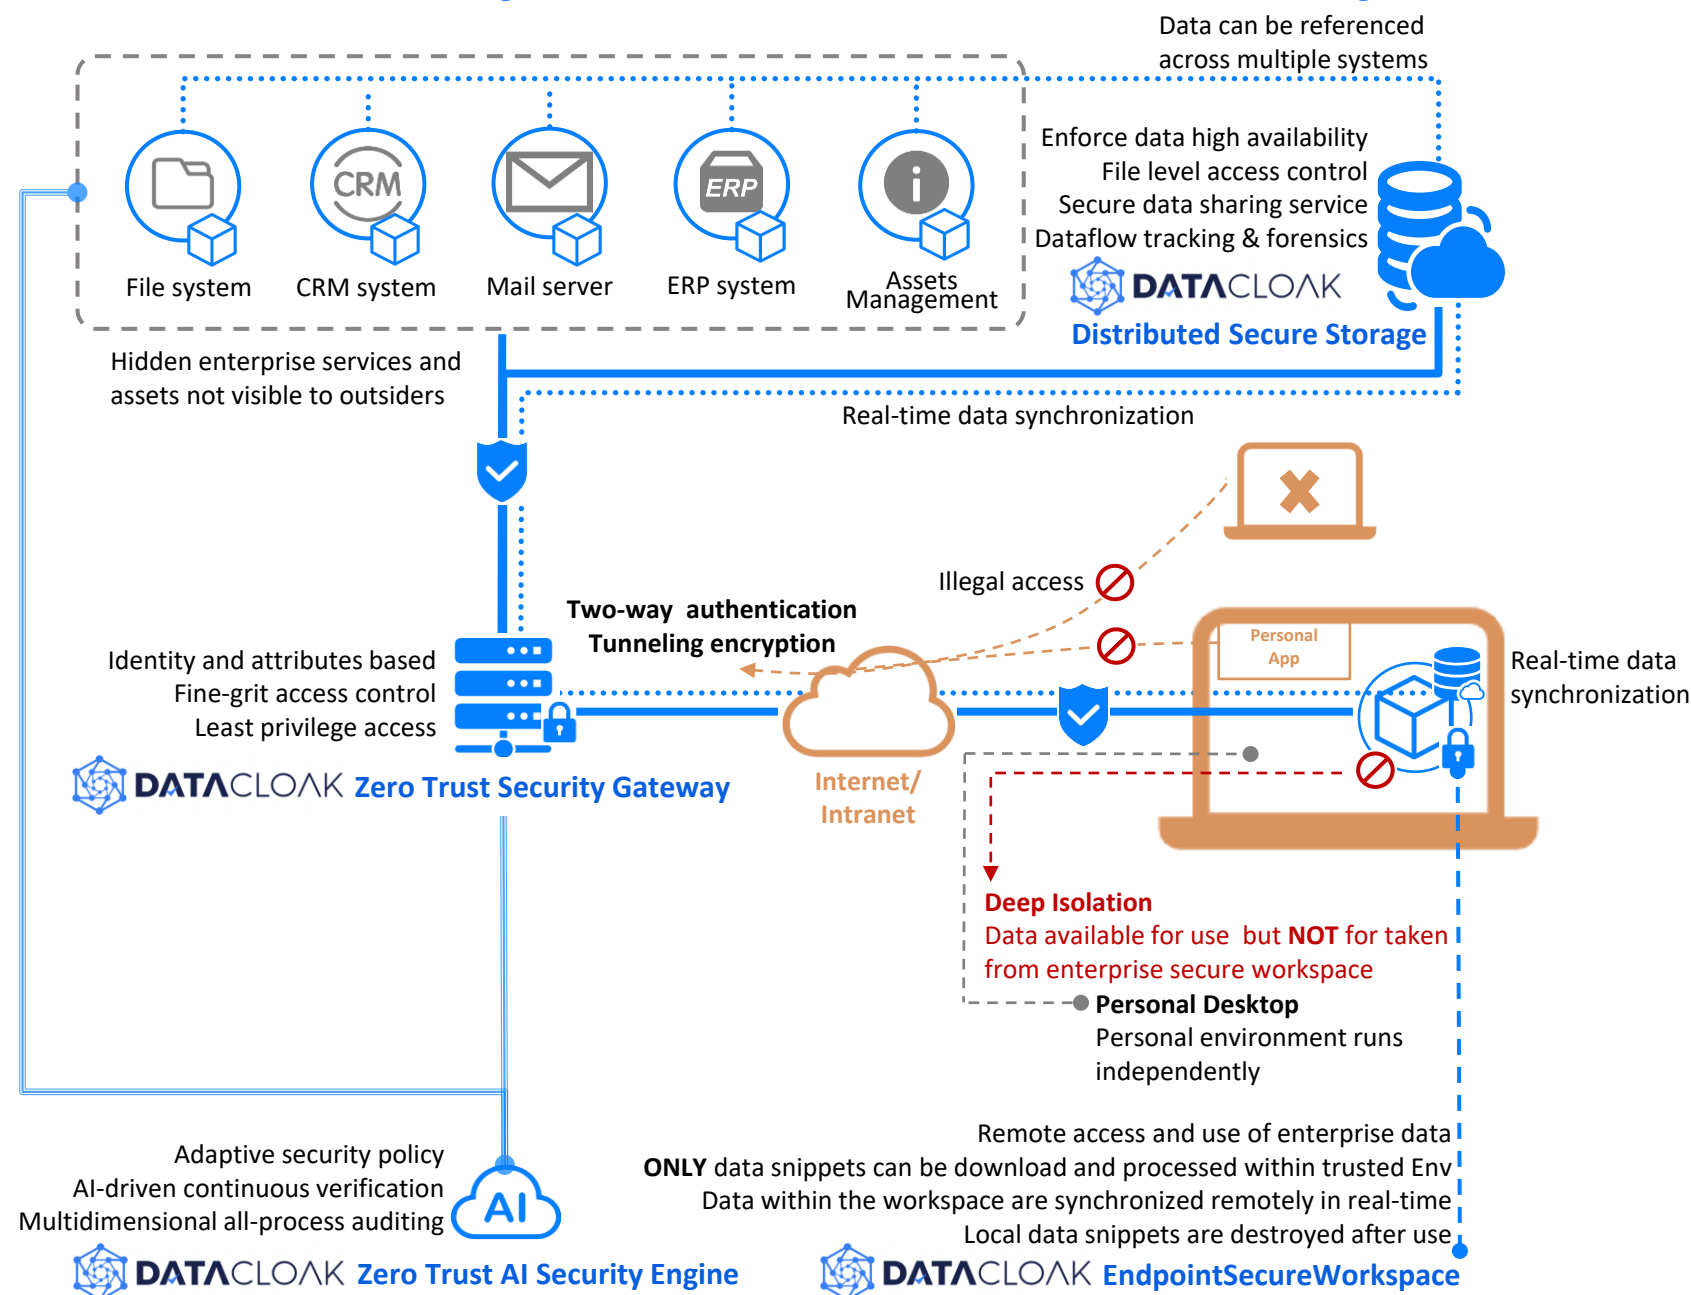 Data can be referenced
across multiple systems
CRM
ERP
i
File system
CRM system
Mail server
ERP system
Assets
Management
Enforce data high availability
File level access control
Secure data sharing service
Dataflow tracking & forensics
DATACLOAK
Distributed Secure Storage
Hidden enterprise services and
assets not visible to outsiders
Real-time data synchronization
Illegal access
Two-way authentication
Tunneling encryption
Personal
App
Real-time data
synchronization
Identity and attributes based
Fine-grit access control
Least privilege access
DATACLOAK Zero Trust Security Gateway
Internet/
Intranet
Deep Isolation
Data available for use but NOT for taken
from enterprise secure workspace
Personal Desktop
Personal environment runs
independently
Adaptive security policy
AI-driven continuous verification
Multidimensional all-process auditing
AI
DATACLOAK Zero Trust AI Security Engine
Remote access and use of enterprise data
ONLY data snippets can be download and processed within trusted Env
Data within the workspace are synchronized remotely in real-time
Local data snippets are destroyed after use
DATACLOAK EndpointSecureWorkspace